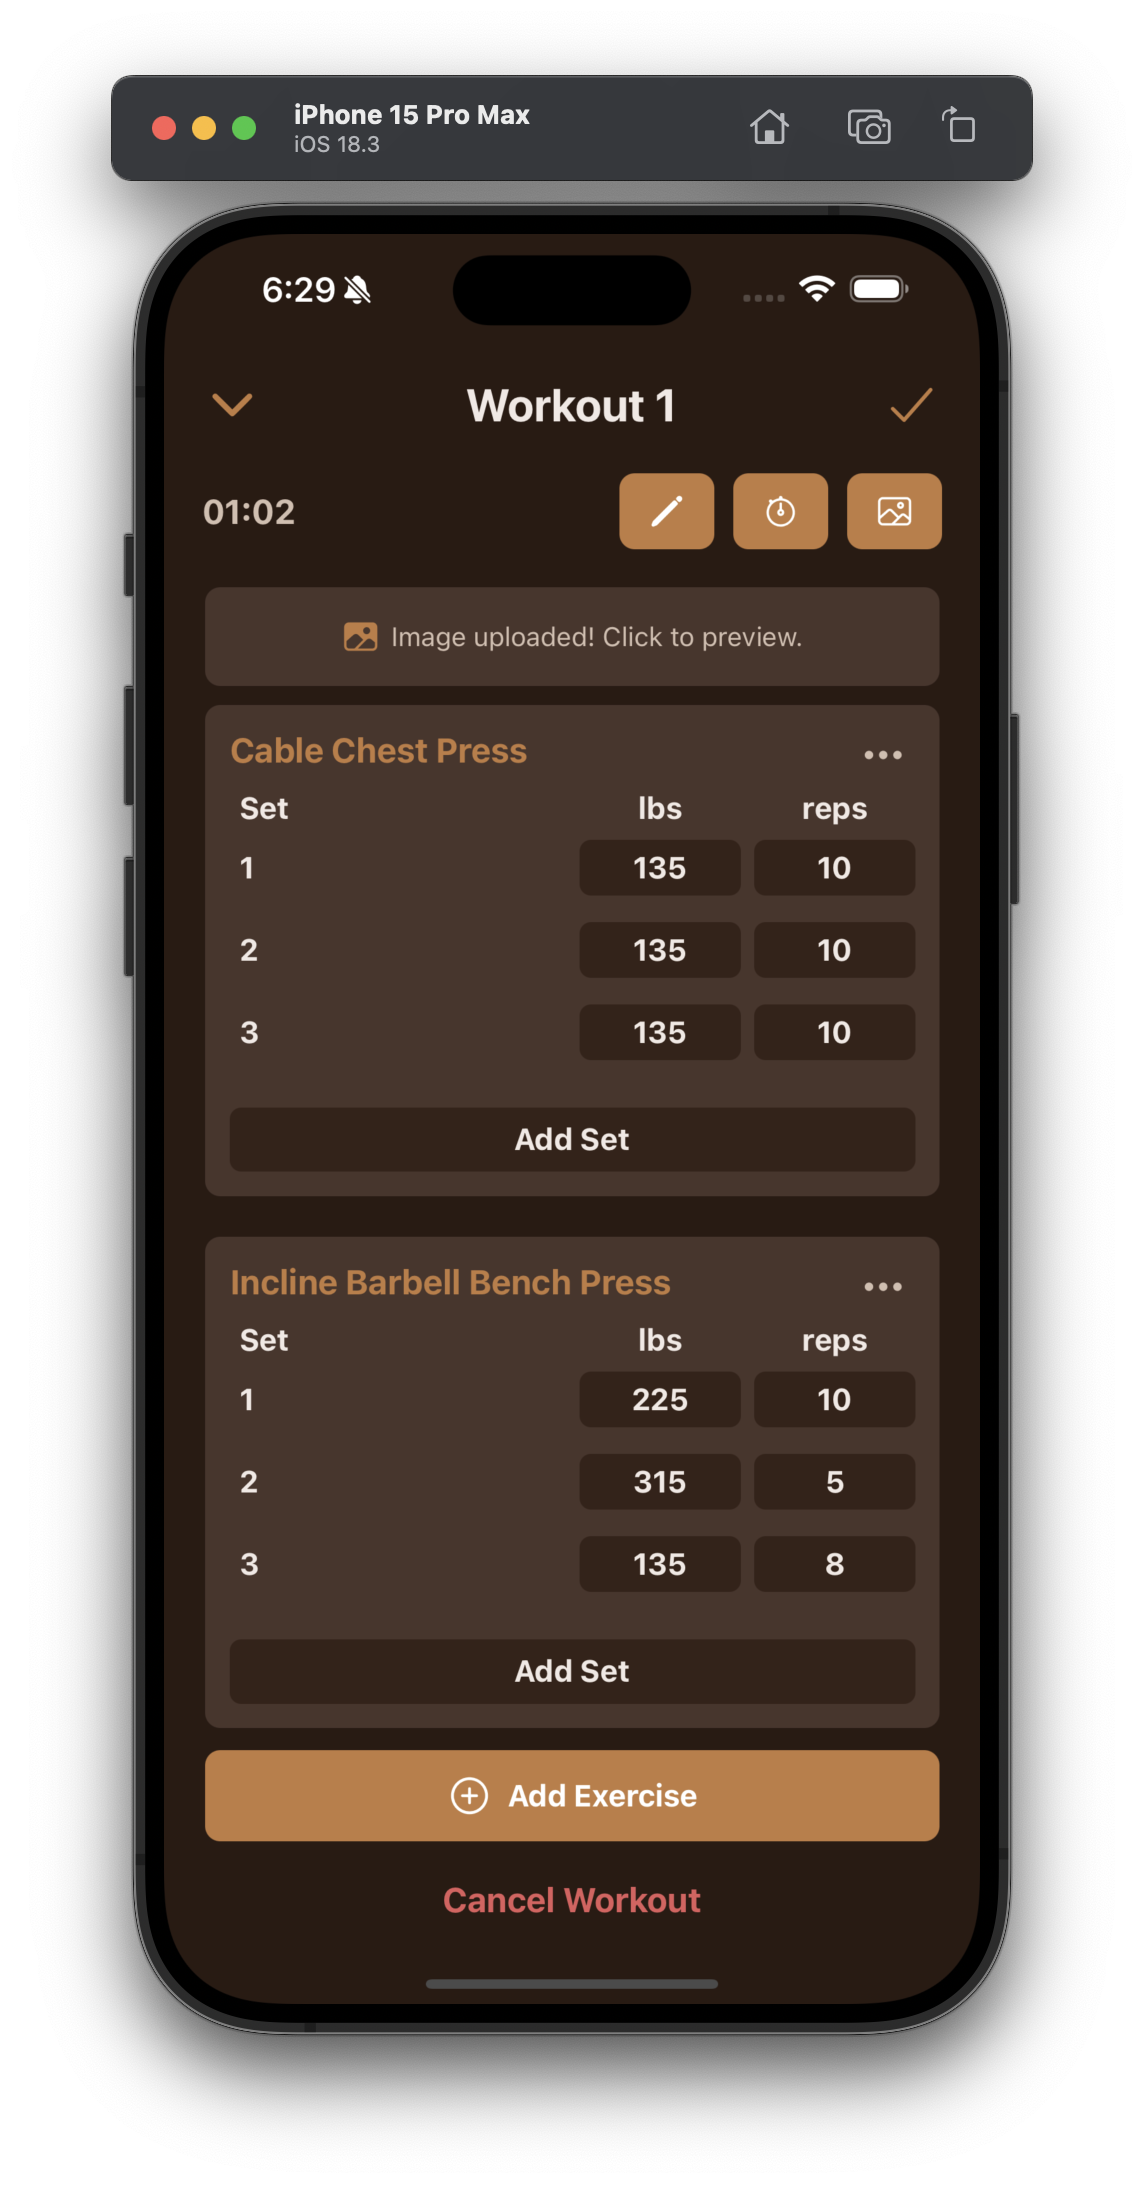 iPhone 15 Pro Max
iOS 18.3
6:29
Workout 1
01:02
Image uploaded! Click to preview.
Cable Chest Press
Set lbs reps
1 135 10
2 135 10
3 135 10
Add Set
Incline Barbell Bench Press
Set lbs reps
1 225 10
2 315 5
3 135 8
Add Set
Add Exercise
Cancel Workout